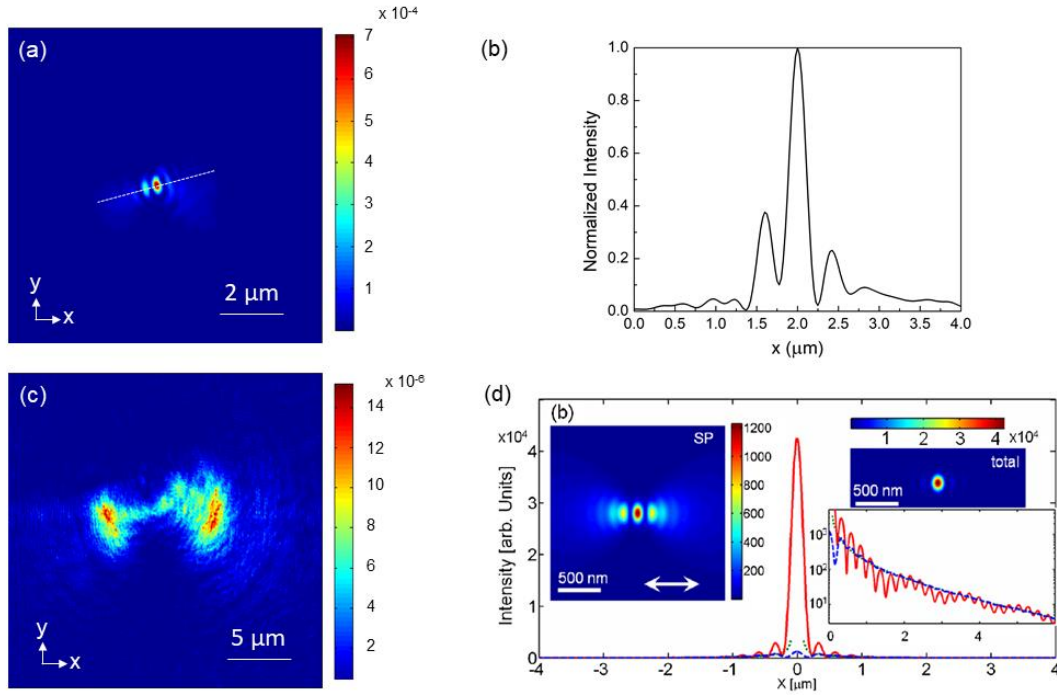 (a)
x 10-4
7
6
5
4
3
2
1
y
x
2 μm
(b)
Normalized Intensity
1.0
0.8
0.6
0.4
0.2
0.0
0.0 0.5 1.0 1.5 2.0 2.5 3.0 3.5 4.0
x (μm)
(c)
x 10-6
14
12
10
8
6
4
2
y
x
5 μm
(d)
x10⁴
5
4
3
2
1
0
Intensity [arb. Units]
(b)
SP
500 nm
1200
1000
800
600
400
200
1 2 3 4 x10⁴
total
500 nm
10³
10²
10¹
0 2 4 6
-4 -3 -2 -1 0 1 2 3 4
X [μm]